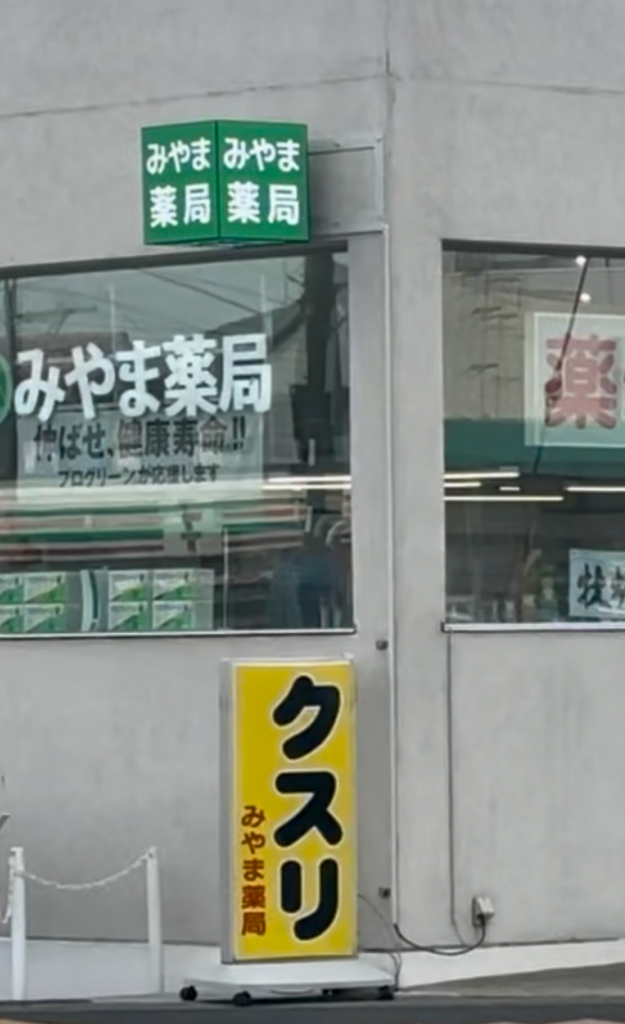 みやま
薬局
みやま
薬局
みやま薬局
伸ばせ、健康寿命!!
プログリーンが応援します
薬
クスリ
みやま薬局